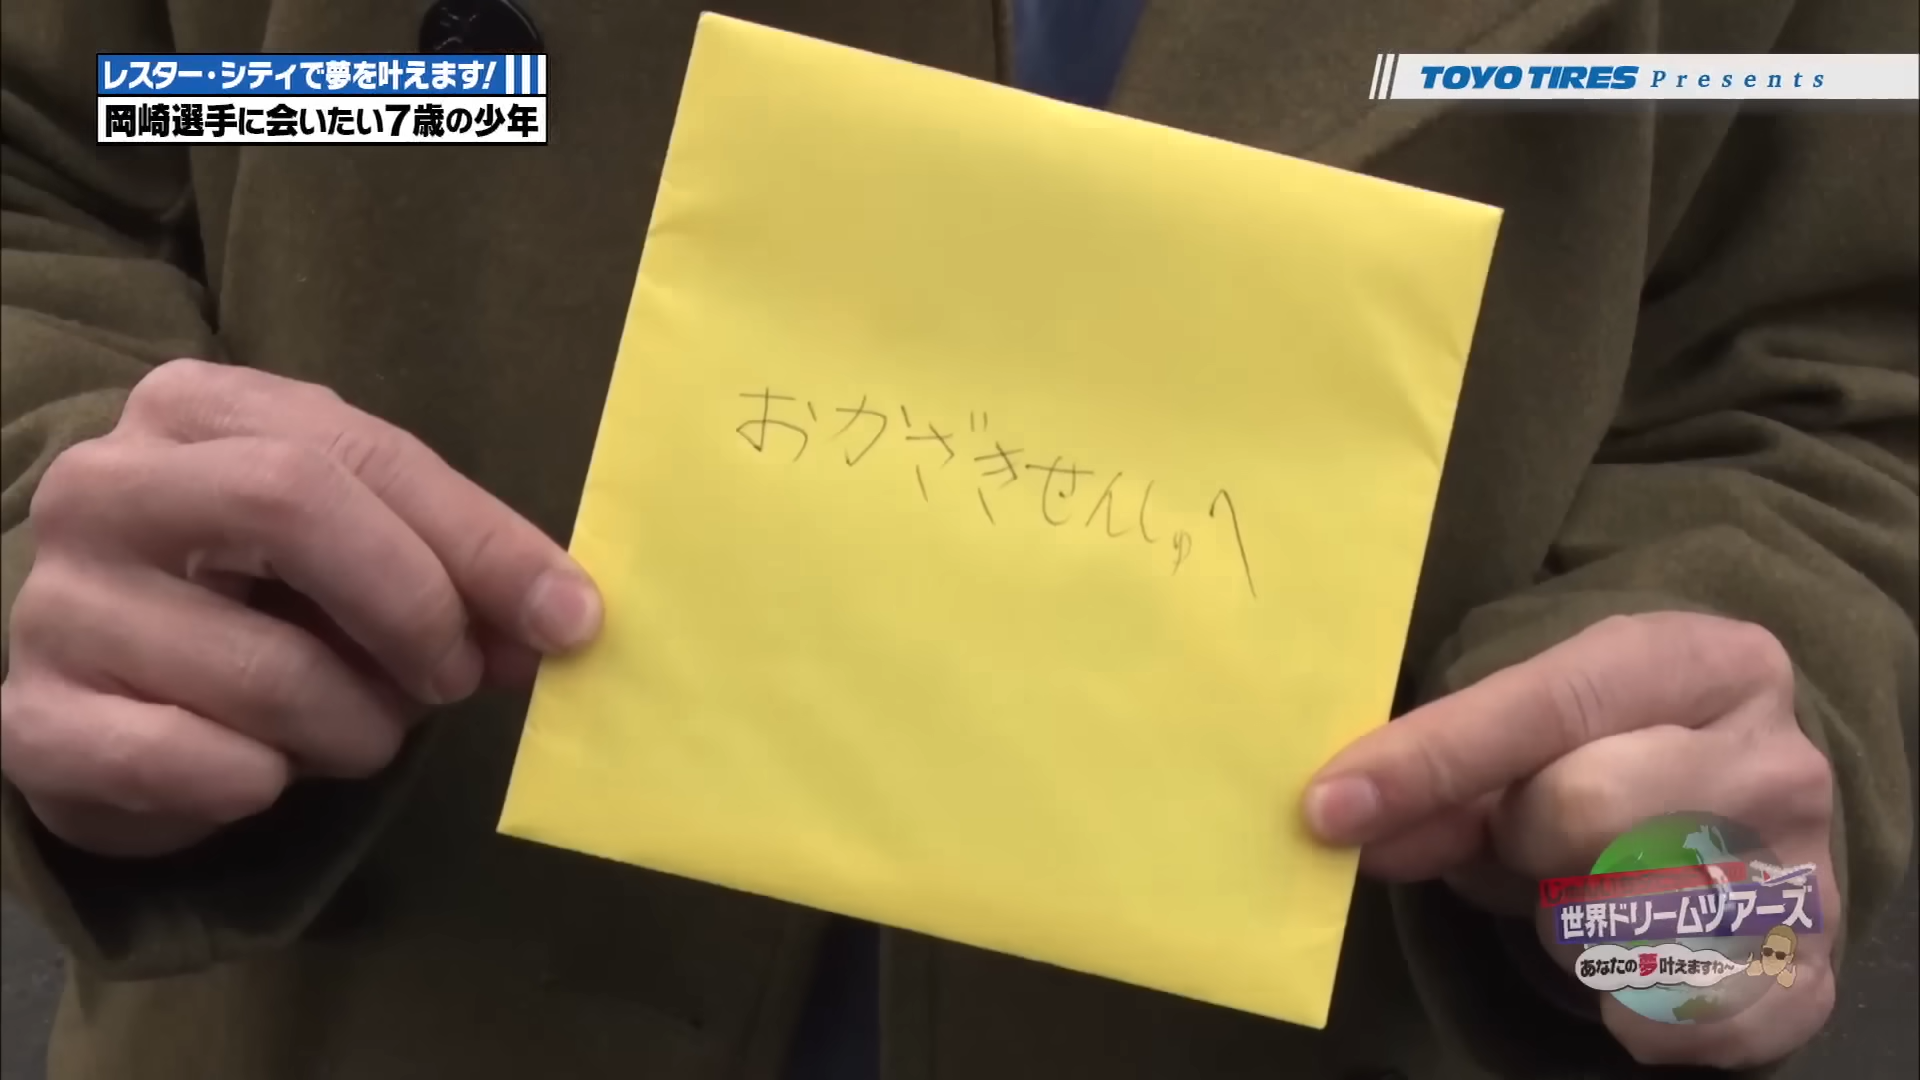 レスター・シティで夢を叶えます!
岡崎選手に会いたい7歳の少年
TOYO TIRES Presents
おかざきせんしゅへ
世界ドリームツアーズ
あなたの夢叶えますね~